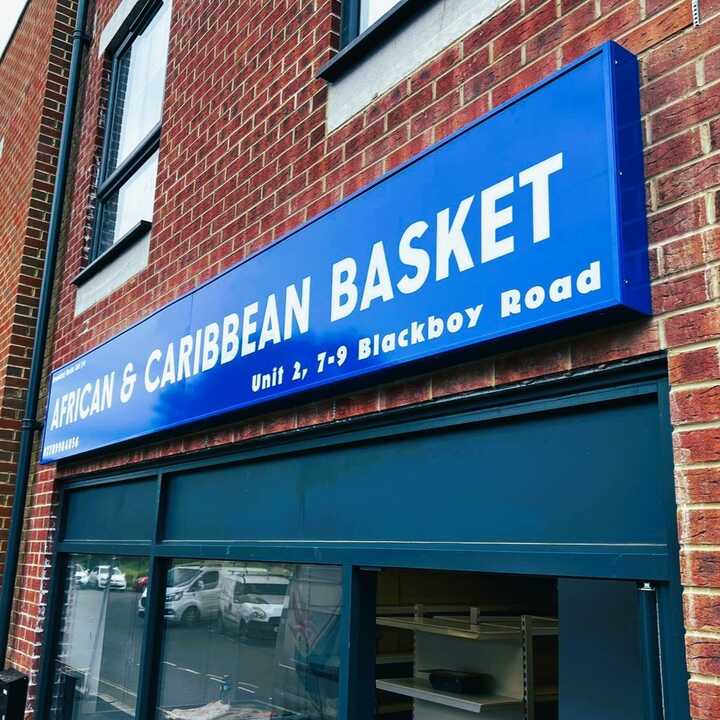 AFRICAN & CARIBBEAN BASKET
Unit 2, 7-9 Blackboy Road